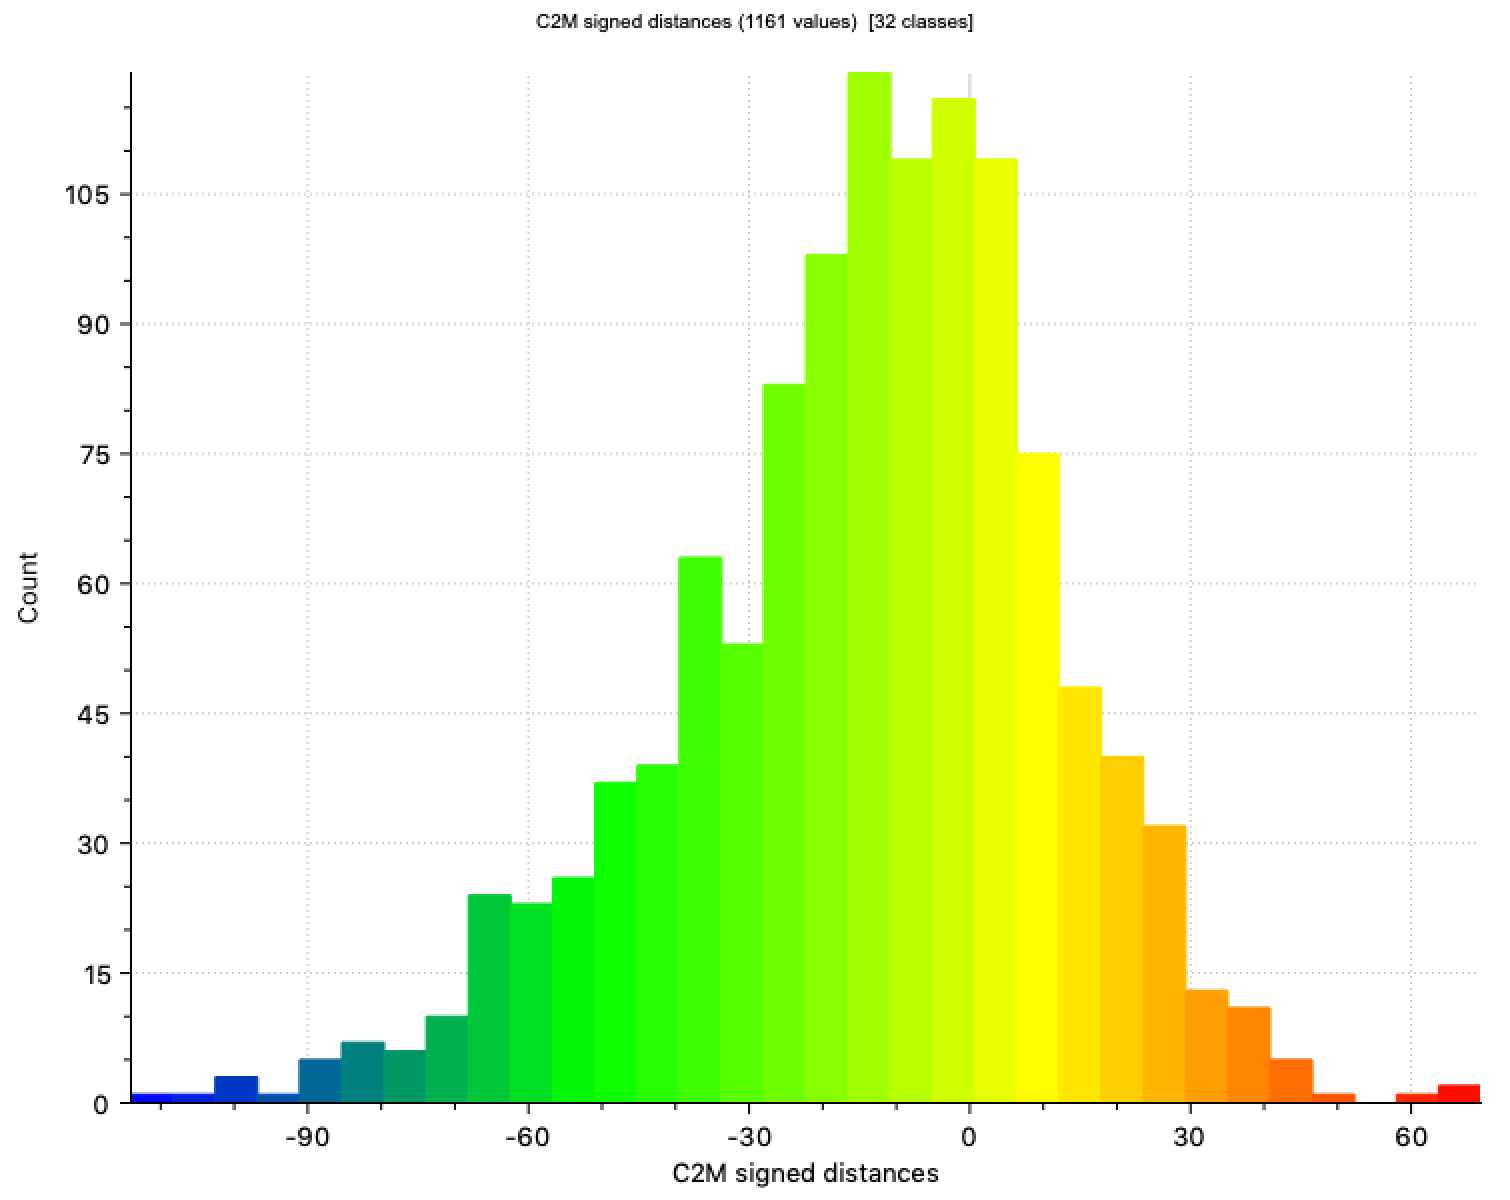 C2M signed distances (1161 values) [32 classes]
105
90
75
60
45
30
15
0
Count
-90 -60 -30 0 30 60
C2M signed distances